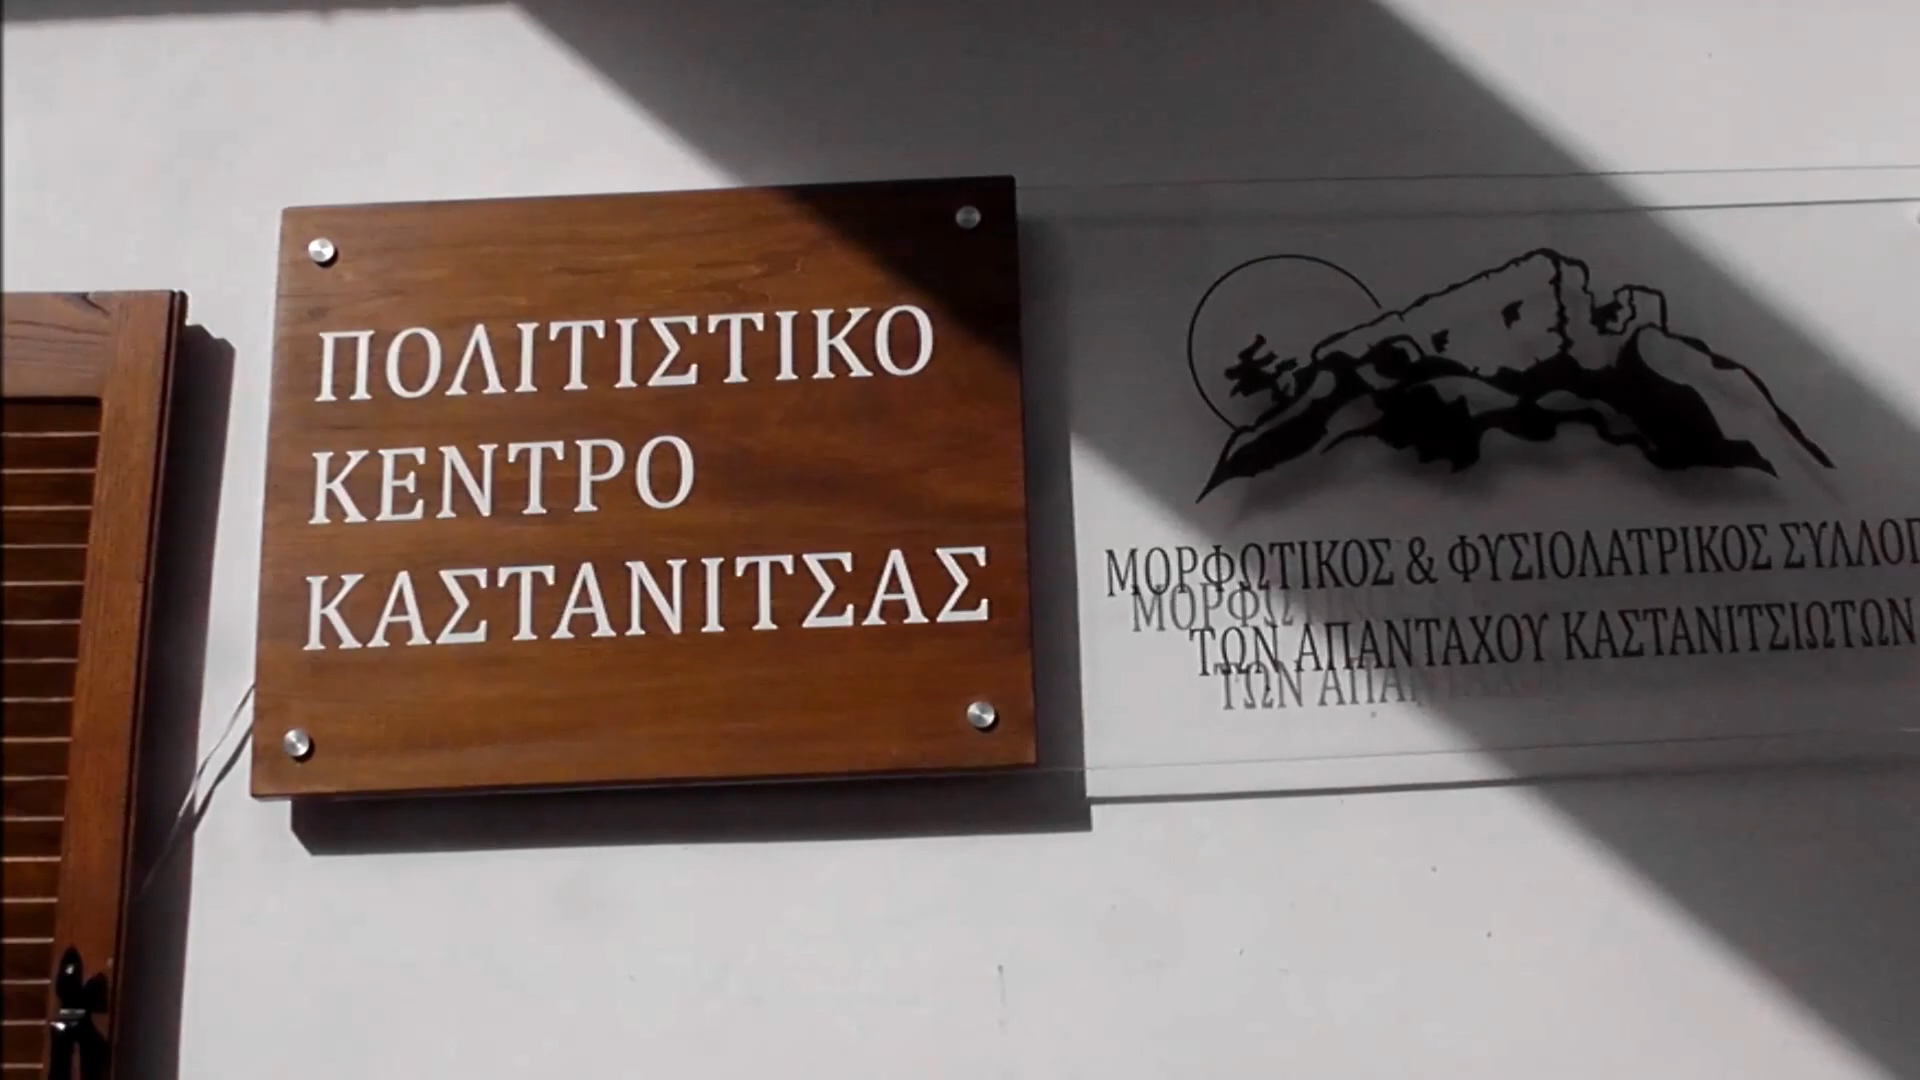 ΠΟΛΙΤΙΣΤΙΚΟ
ΚΕΝΤΡΟ
ΚΑΣΤΑΝΙΤΣΑΣ
ΜΟΡΦΩΤΙΚΟΣ & ΦΥΣΙΟΛΑΤΡΙΚΟΣ
ΤΩΝ ΑΠΑΝΤΑΧΟΥ ΚΑΣΤΑΝΙΤΣΙΩΤΩΝ